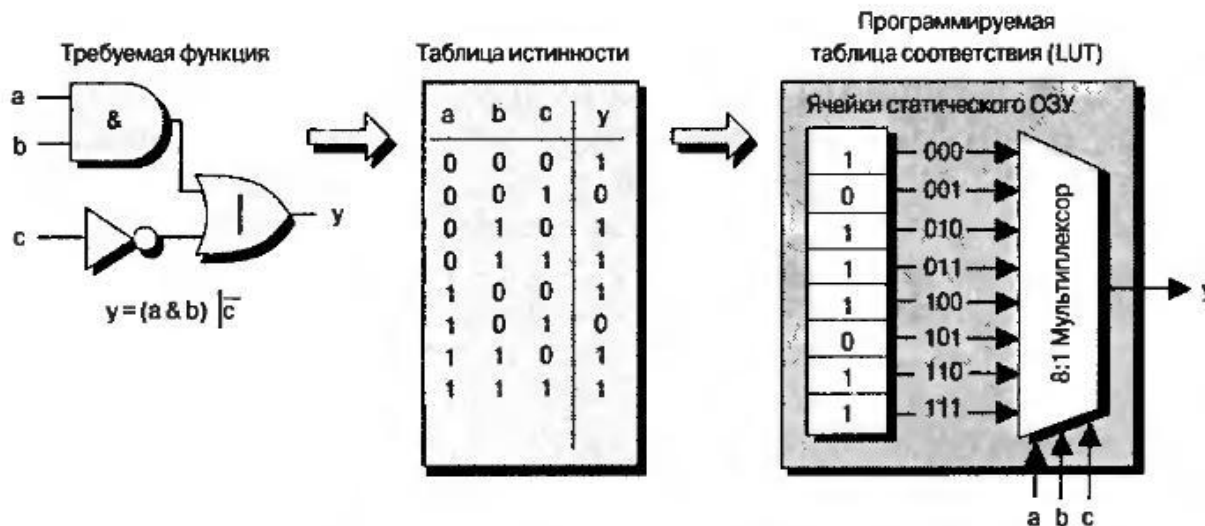 Требуемая функция
a
b
&
c
|
y
y = (a & b) | c̅
Таблица истинности
a b c y
0 0 0 1
0 0 1 0
0 1 0 1
0 1 1 1
1 0 0 1
1 0 1 0
1 1 0 1
1 1 1 1
Программируемая
таблица соответствия (LUT)
Ячейки статического ОЗУ
1 000
0 001
1 010
1 011
1 100
0 101
1 110
1 111
8:1 Мультиплексор
y
a b c